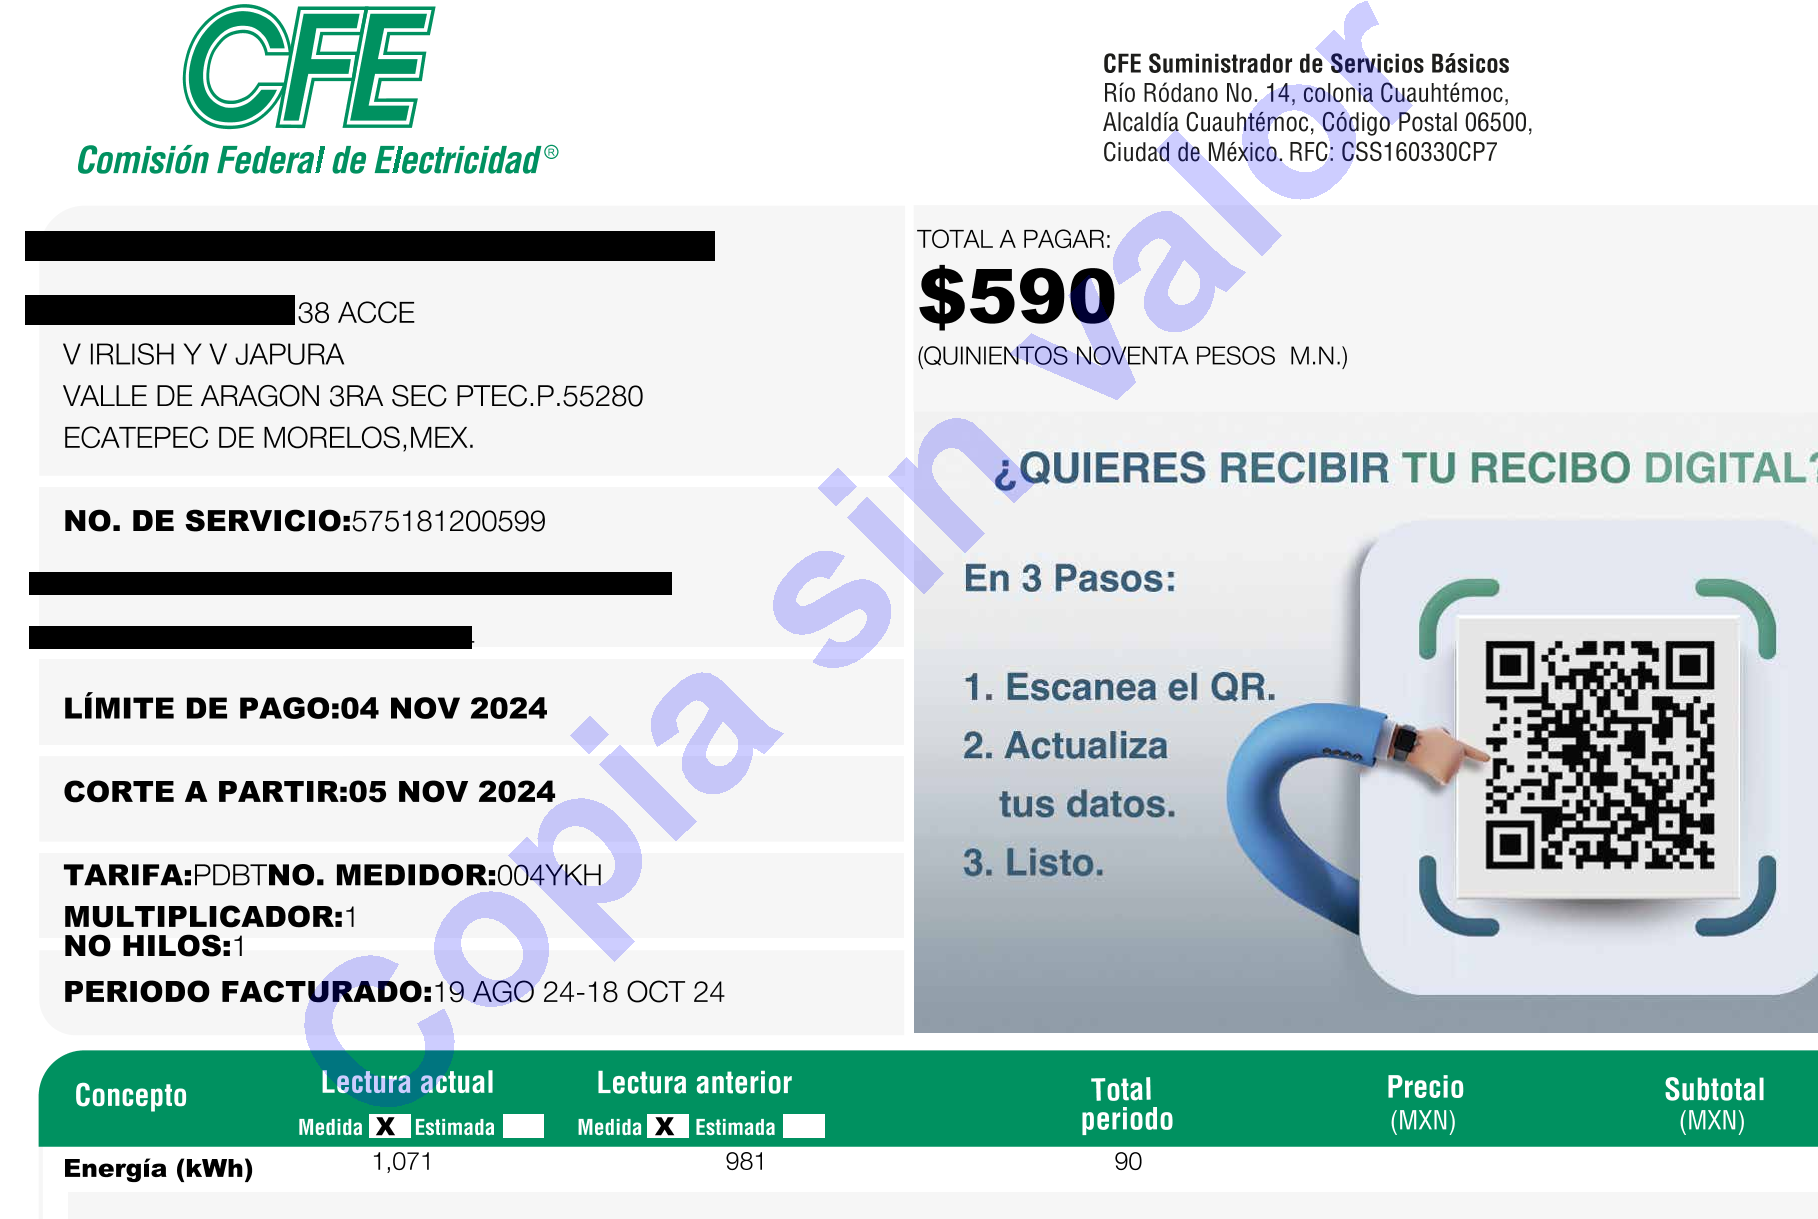 CFE
Comisión Federal de Electricidad®
CFE Suministrador de Servicios Básicos
Río Ródano No. 14, colonia Cuauhtémoc,
Alcaldía Cuauhtémoc, Código Postal 06500,
Ciudad de México. RFC: CSS160330CP7
38 ACCE
V IRLISH Y V JAPURA
VALLE DE ARAGON 3RA SEC PTEC.P.55280
ECATEPEC DE MORELOS,MEX.
NO. DE SERVICIO:575181200599
LÍMITE DE PAGO:04 NOV 2024
CORTE A PARTIR:05 NOV 2024
TARIFA:PDBTNO. MEDIDOR:004YKH
MULTIPLICADOR:1
NO HILOS:1
PERIODO FACTURADO:19 AGO 24-18 OCT 24
TOTAL A PAGAR:
$590
(QUINIENTOS NOVENTA PESOS M.N.)
¿QUIERES RECIBIR TU RECIBO DIGITAL?
En 3 Pasos:
1. Escanea el QR.
2. Actualiza
tus datos.
3. Listo.
Copia sin valor
Concepto Lectura actual Lectura anterior Total periodo Precio (MXN) Subtotal (MXN)
Medida X Estimada Medida X Estimada
Energía (kWh) 1,071 981 90